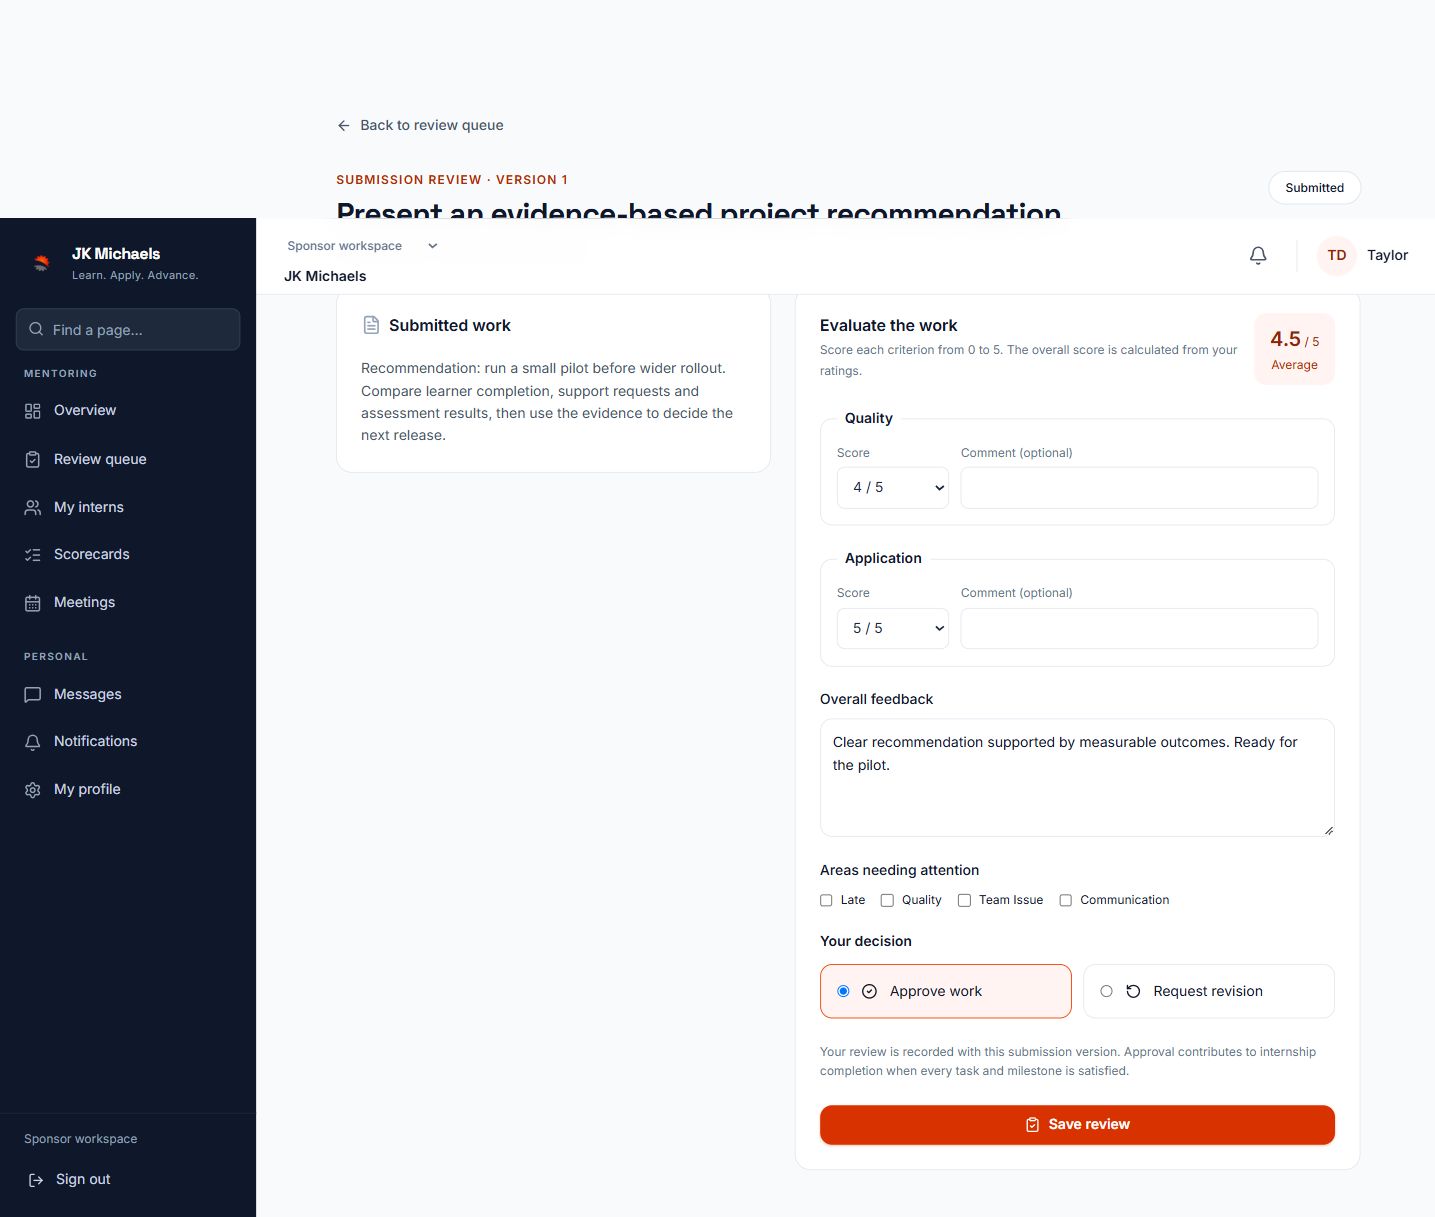 Back to review queue
SUBMISSION REVIEW · VERSION 1
Submitted
Present an evidence-based project recommendation
JK Michaels
Learn. Apply. Advance.
Find a page...
MENTORING
Overview
Review queue
My interns
Scorecards
Meetings
PERSONAL
Messages
Notifications
My profile
Sponsor workspace
Sign out
Sponsor workspace
JK Michaels
TD
Taylor
Submitted work
Recommendation: run a small pilot before wider rollout.
Compare learner completion, support requests and
assessment results, then use the evidence to decide the
next release.
Evaluate the work
Score each criterion from 0 to 5. The overall score is calculated from your
ratings.
4.5 / 5
Average
Quality
Score
Comment (optional)
4 / 5
Application
Score
Comment (optional)
5 / 5
Overall feedback
Clear recommendation supported by measurable outcomes. Ready for
the pilot.
Areas needing attention
Late
Quality
Team Issue
Communication
Your decision
Approve work
Request revision
Your review is recorded with this submission version. Approval contributes to internship
completion when every task and milestone is satisfied.
Save review